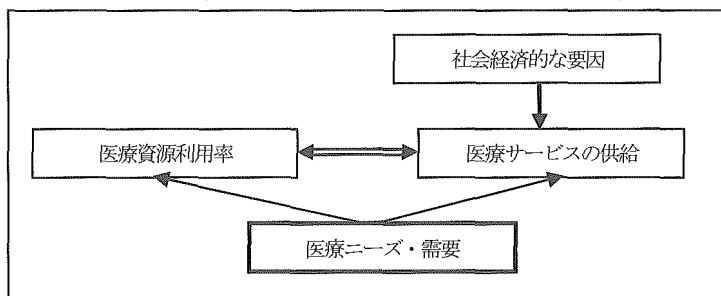 社会経済的な要因
医療資源利用率
医療サービスの供給
医療ニーズ・需要